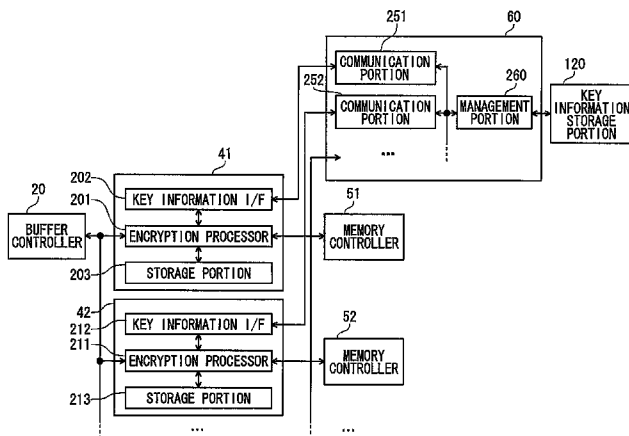 251
60
COMMUNICATION
PORTION
252
260
120
COMMUNICATION
PORTION
MANAGEMENT
PORTION
KEY
INFORMATION
STORAGE
PORTION
...
41
202
KEY INFORMATION I/F
20
201
51
BUFFER
CONTROLLER
ENCRYPTION PROCESSOR
MEMORY
CONTROLLER
203
STORAGE PORTION
42
212
KEY INFORMATION I/F
52
211
ENCRYPTION PROCESSOR
MEMORY
CONTROLLER
213
STORAGE PORTION
...
...